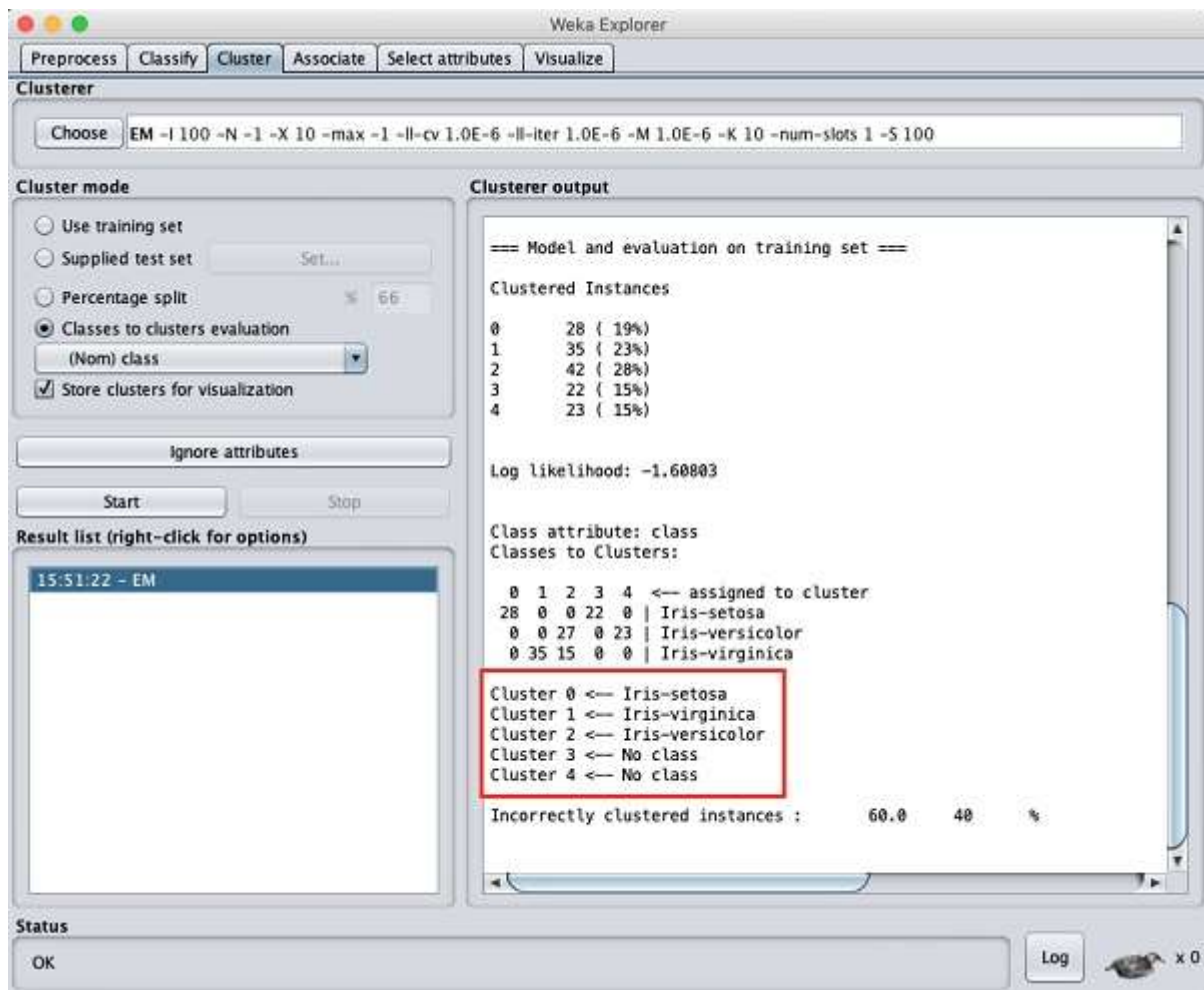 Weka Explorer
Preprocess Classify Cluster Associate Select attributes Visualize
Clusterer
Choose EM -I 100 -N -1 -X 10 -max -1 -ll-cv 1.0E-6 -ll-iter 1.0E-6 -M 1.0E-6 -K 10 -num-slots 1 -S 100
Cluster mode
Use training set
Supplied test set Set...
Percentage split % 66
Classes to clusters evaluation
(Nom) class
Store clusters for visualization
Ignore attributes
Start Stop
Result list (right-click for options)
15:51:22 - EM
Clusterer output
=== Model and evaluation on training set ===
Clustered Instances
0 28 ( 19%)
1 35 ( 23%)
2 42 ( 28%)
3 22 ( 15%)
4 23 ( 15%)
Log likelihood: -1.60803
Class attribute: class
Classes to Clusters:
0 1 2 3 4 <-- assigned to cluster
28 0 0 22 0 | Iris-setosa
0 0 27 0 23 | Iris-versicolor
0 35 15 0 0 | Iris-virginica
Cluster 0 <-- Iris-setosa
Cluster 1 <-- Iris-virginica
Cluster 2 <-- Iris-versicolor
Cluster 3 <-- No class
Cluster 4 <-- No class
Incorrectly clustered instances : 60.0 40 %
Status
OK
Log x 0